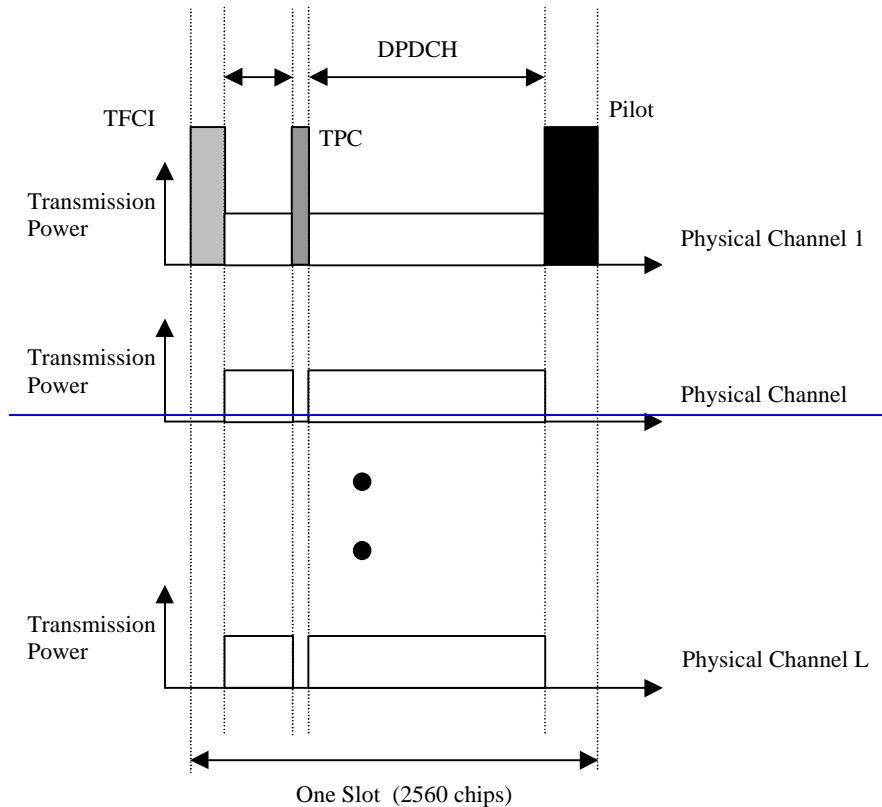 DPDCH
TFCI
TPC
Pilot
Transmission
Power
Physical Channel 1
Transmission
Power
Physical Channel
Transmission
Power
Physical Channel L
One Slot (2560 chips)